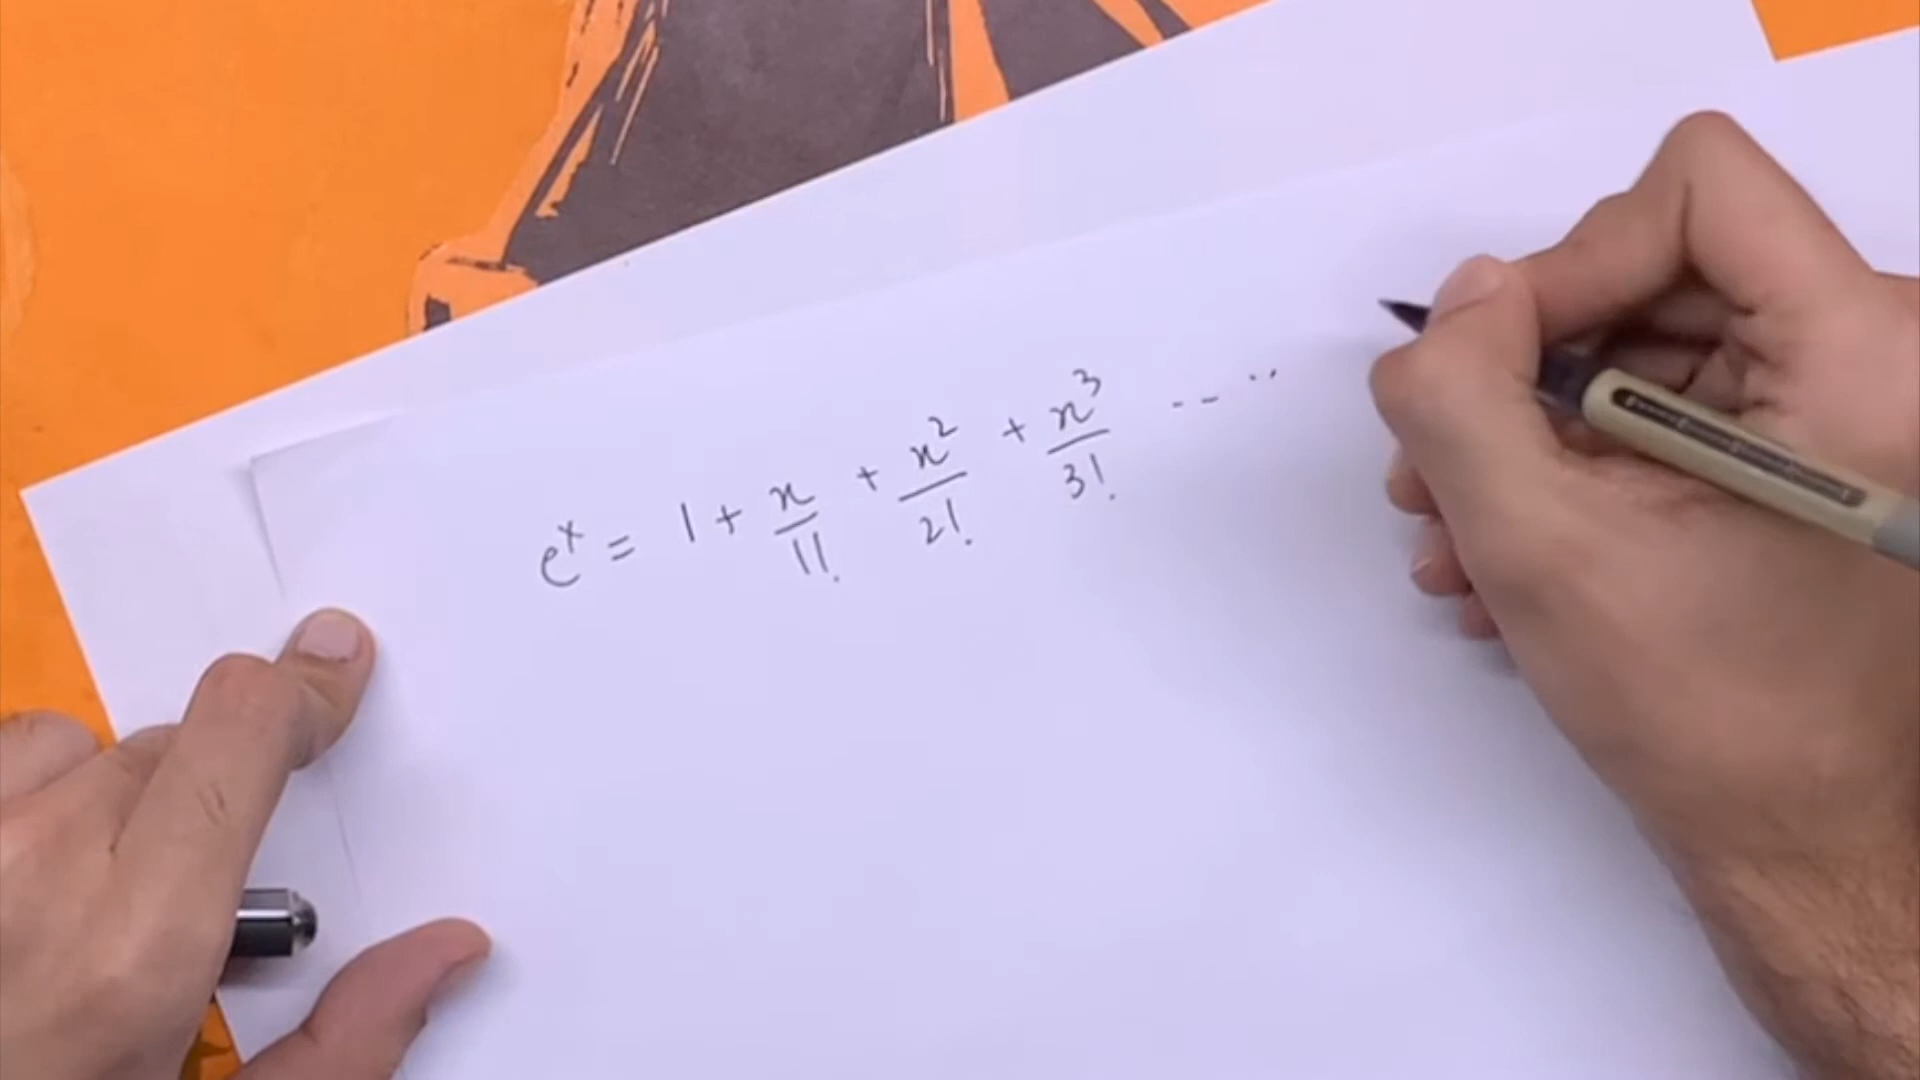 e^x = 1 + x/1! + x^2/2! + x^3/3! -- ..